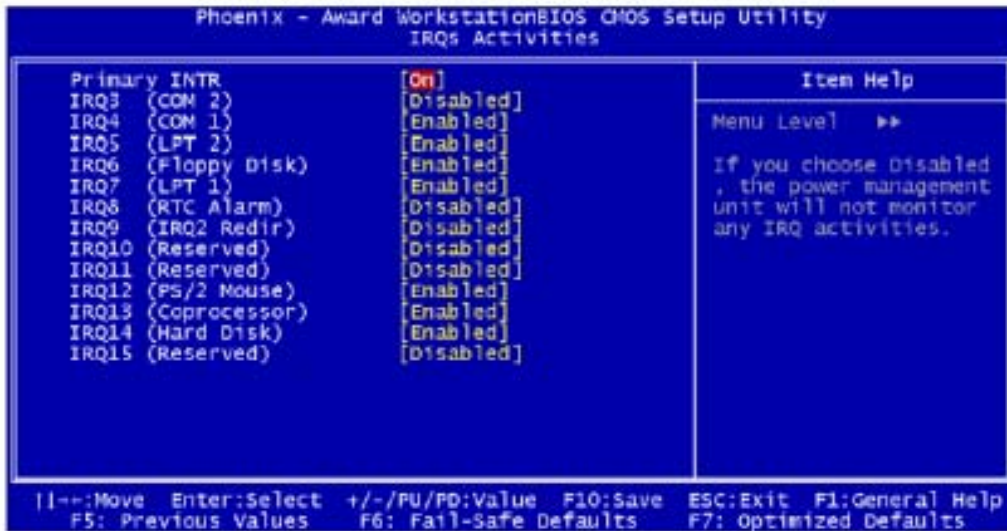 Phoenix - Award WorkstationBIOS CMOS Setup Utility
IRQs Activities
Primary INTR [On]
IRQ3 (COM 2) [Disabled]
IRQ4 (COM 1) [Enabled]
IRQ5 (LPT 2) [Enabled]
IRQ6 (Floppy Disk) [Enabled]
IRQ7 (LPT 1) [Enabled]
IRQ8 (RTC Alarm) [Disabled]
IRQ9 (IRQ2 Redir) [Disabled]
IRQ10 (Reserved) [Disabled]
IRQ11 (Reserved) [Disabled]
IRQ12 (PS/2 Mouse) [Enabled]
IRQ13 (Coprocessor) [Enabled]
IRQ14 (Hard Disk) [Enabled]
IRQ15 (Reserved) [Disabled]
Item Help
Menu Level ►►
If you choose Disabled
, the power management
unit will not monitor
any IRQ activities.
:Move Enter:Select +/-/PU/PD:Value F10:Save ESC:Exit F1:General Help
F5: Previous Values F6: Fail-Safe Defaults F7: Optimized Defaults